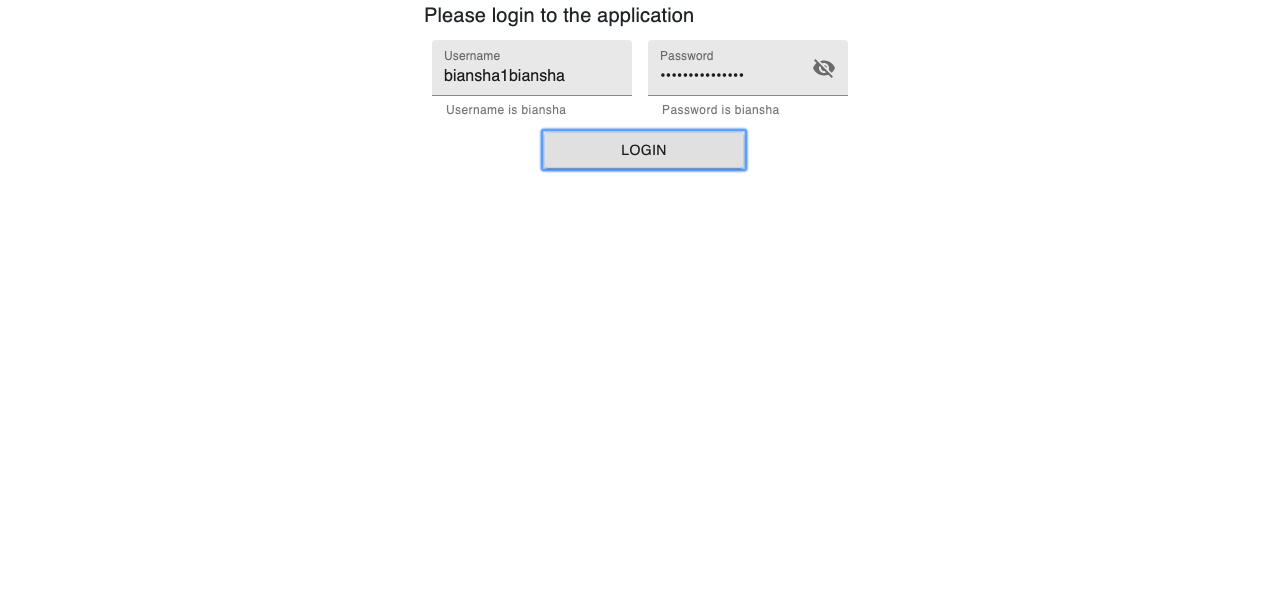 Please login to the application
Username
Password
biansha1biansha
•••••••••••••••
Username is biansha
Password is biansha
LOGIN